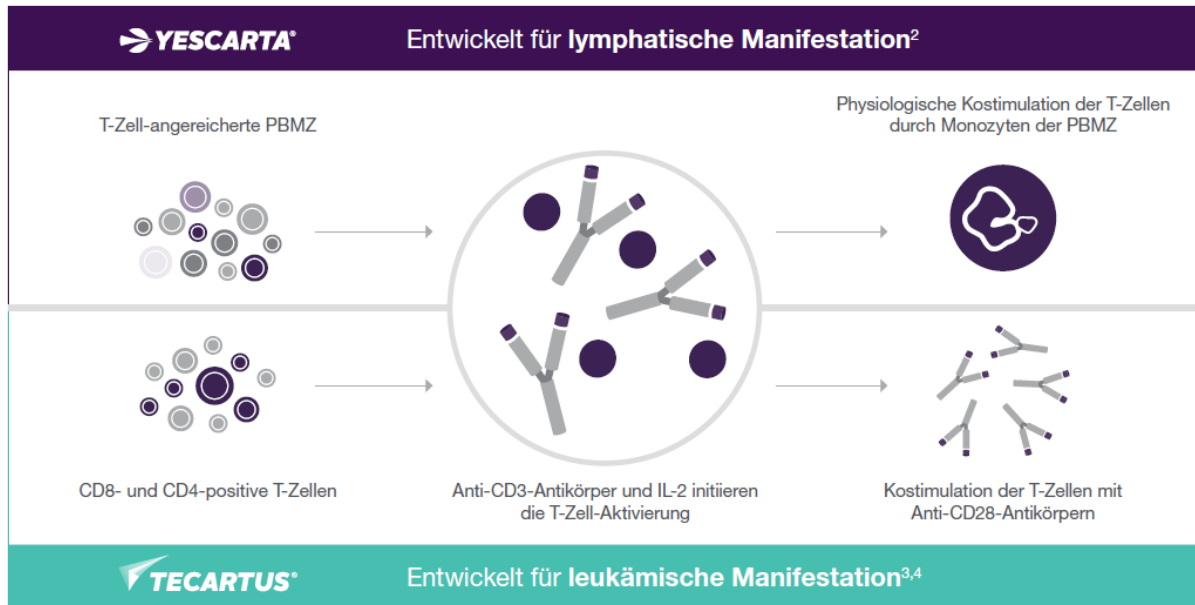 YESCARTA®
Entwickelt für lymphatische Manifestation²
T-Zell-angereicherte PBMZ
Physiologische Kostimulation der T-Zellen
durch Monozyten der PBMZ
CD8- und CD4-positive T-Zellen
Anti-CD3-Antikörper und IL-2 initiieren
die T-Zell-Aktivierung
Kostimulation der T-Zellen mit
Anti-CD28-Antikörpern
TECARTUS®
Entwickelt für leukämische Manifestation³,⁴